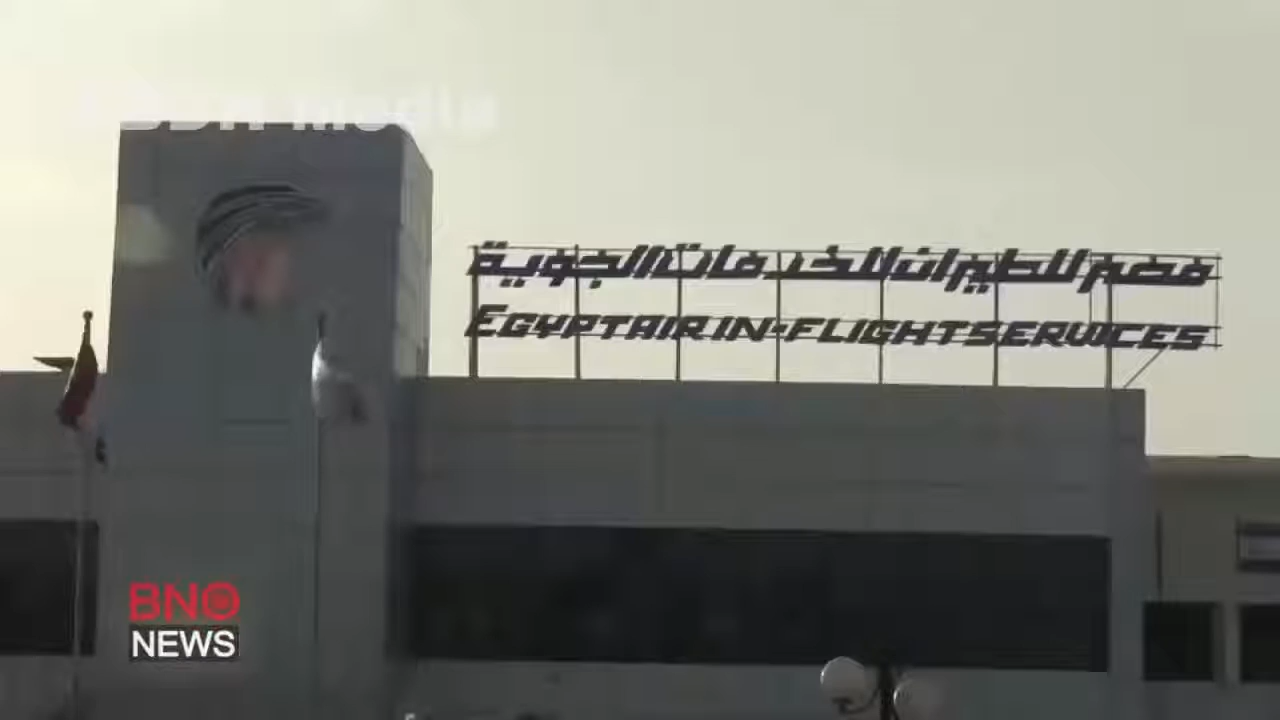 مصر للطيران للخدمات الجوية
EGYPTAIR IN-FLIGHT SERVICES
BNO
NEWS